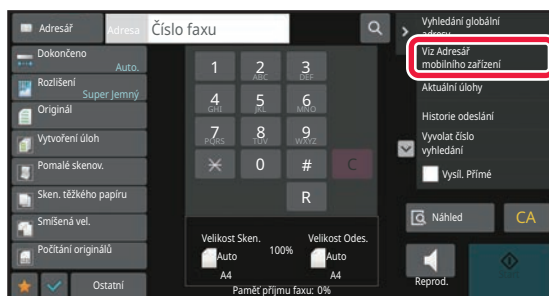 Adresář
Adresa
Číslo faxu
Dokončeno
Auto.
Rozlišení
Super Jemný
Originál
Vytvoření úloh
Pomalé skenov.
Sken. těžkého papíru
Smíšená vel.
Počítání originálů
Ostatní
1
2
ABC
3
DEF
4
GHI
5
JKL
6
MNO
7
PQRS
8
TUV
9
WXYZ
0
#
C
R
Velikost Sken.
100%
Velikost Odes.
Auto
A4
Auto
A4
Paměť příjmu faxu: 0%
Vyhledání globální
adresy
Viz Adresář
mobilního zařízení
Aktuální úlohy
Historie odeslání
Vyvolat číslo
vyhledání
Vysíl. Přímé
Náhled
CA
Reprod.
Start